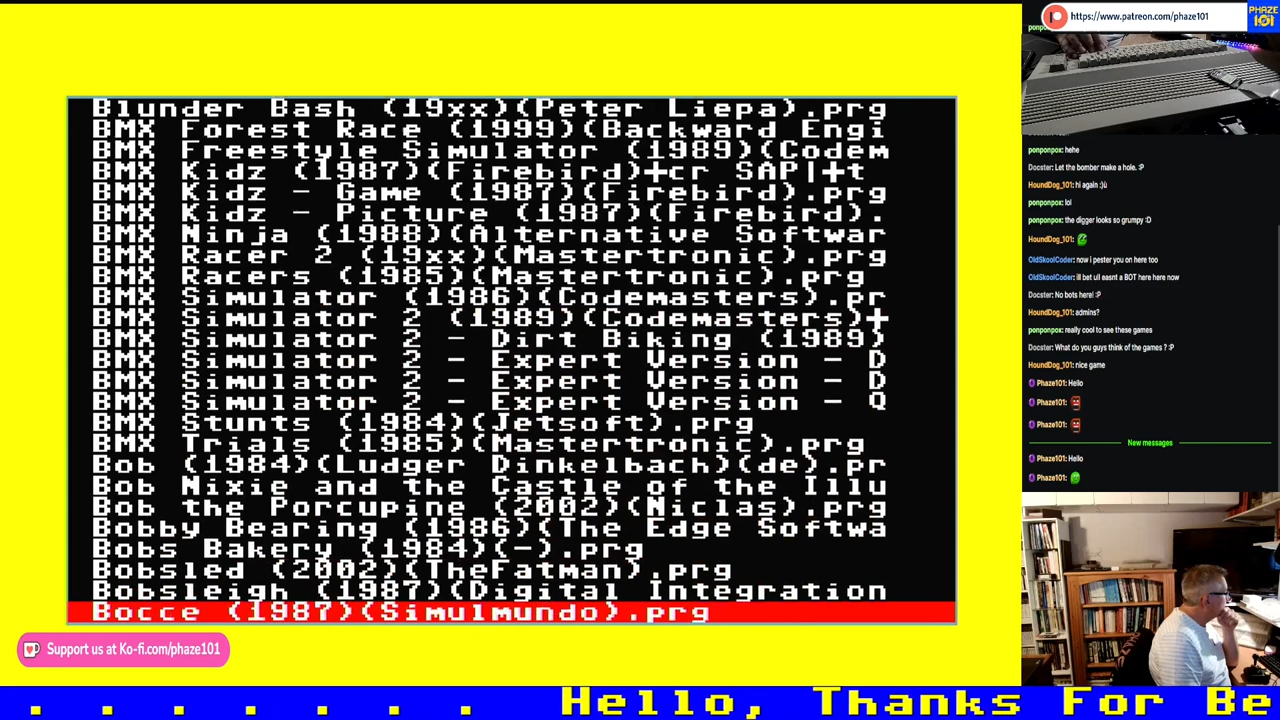 Blunder Bash (19xx)(Peter Liepa).prg
BMX Forest Race (1999)(Backward Engi
BMX Freestyle Simulator (1989)(Codem
BMX Kidz (1987)(Firebird)+cr SAP|+t
BMX Kidz - Game (1987)(Firebird).prg
BMX Kidz - Picture (1987)(Firebird).
BMX Ninja (1988)(Alternative Softwar
BMX Racer 2 (19xx)(Mastertronic).prg
BMX Racers (1985)(Mastertronic).prg
BMX Simulator (1986)(Codemasters).pr
BMX Simulator 2 (1989)(Codemasters)+
BMX Simulator 2 - Dirt Biking (1989)
BMX Simulator 2 - Expert Version - D
BMX Simulator 2 - Expert Version - D
BMX Simulator 2 - Expert Version - Q
BMX Stunts (1984)(Jetsoft).prg
BMX Trials (1985)(Mastertronic).prg
Bob (1984)(Ludger Dinkelbach)(de).pr
Bob Nixie and the Castle of the Illu
Bob the Porcupine (2002)(Niclas).prg
Bobby Bearing (1986)(The Edge Softwa
Bobs Bakery (1984)(-).prg
Bobsled (2002)(TheFatman).prg
Bobsleigh (1987)(Digital Integration
Bocce (1987)(Simulmundo).prg
Support us at Ko-fi.com/phaze101
. . . . . . . Hello, Thanks For Be
https://www.patreon.com/phaze101
PHAZE
101
ponponpox: hehe
Docster: Let the bomber make a hole. :P
HoundDog_101: hi again :)ù
ponponpox: lol
ponponpox: the digger looks so grumpy :D
HoundDog_101:
OldSkoolCoder: now i pester you on here too
OldSkoolCoder: ill bet ull easnt a BOT here here now
Docster: No bots here! :P
HoundDog_101: admins?
ponponpox: really cool to see these games
Docster: What do you guys think of the games ? :P
HoundDog_101: nice game
Phaze101: Hello
Phaze101:
Phaze101:
New messages
Phaze101: Hello
Phaze101: